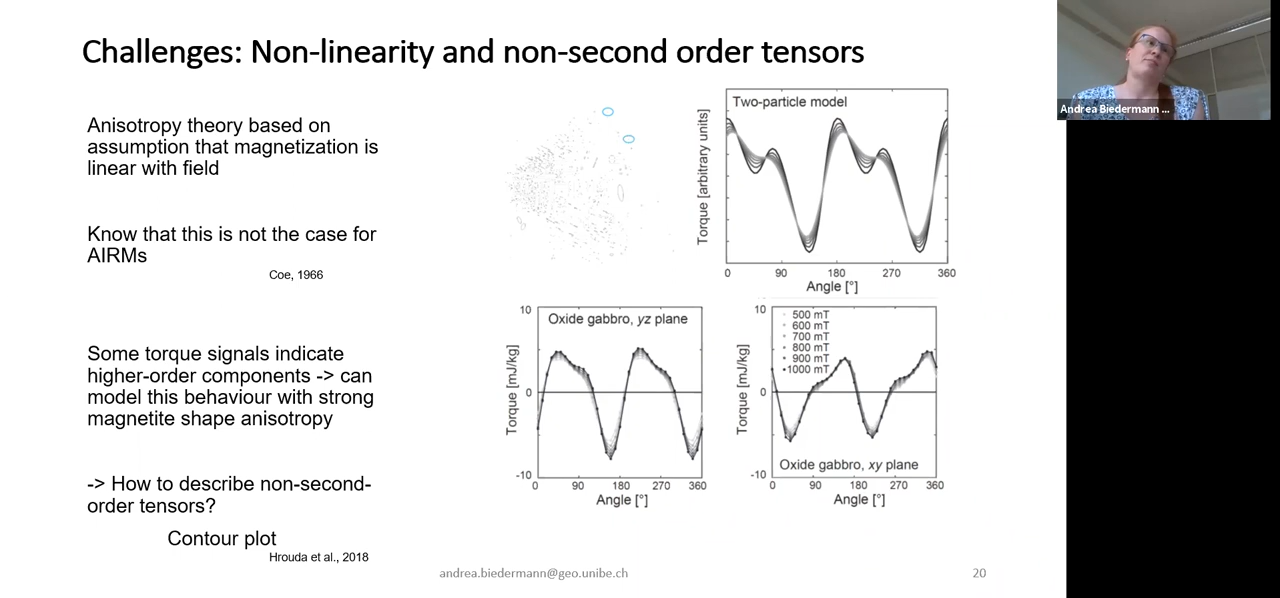 Challenges: Non-linearity and non-second order tensors
Andrea Biedermann ...
Anisotropy theory based on
assumption that magnetization is
linear with field
Know that this is not the case for
AIRMs
Coe, 1966
Some torque signals indicate
higher-order components -> can
model this behaviour with strong
magnetite shape anisotropy
-> How to describe non-second-
order tensors?
Contour plot
Hrouda et al., 2018
Two-particle model
Torque [arbitrary units]
0 90 180 270 360
Angle [°]
Oxide gabbro, yz plane
Torque [mJ/kg]
10
0
-10
0 90 180 270 360
Angle [°]
500 mT
600 mT
700 mT
800 mT
900 mT
1000 mT
Torque [mJ/kg]
10
0
-10
Oxide gabbro, xy plane
0 90 180 270 360
Angle [°]
andrea.biedermann@geo.unibe.ch
20